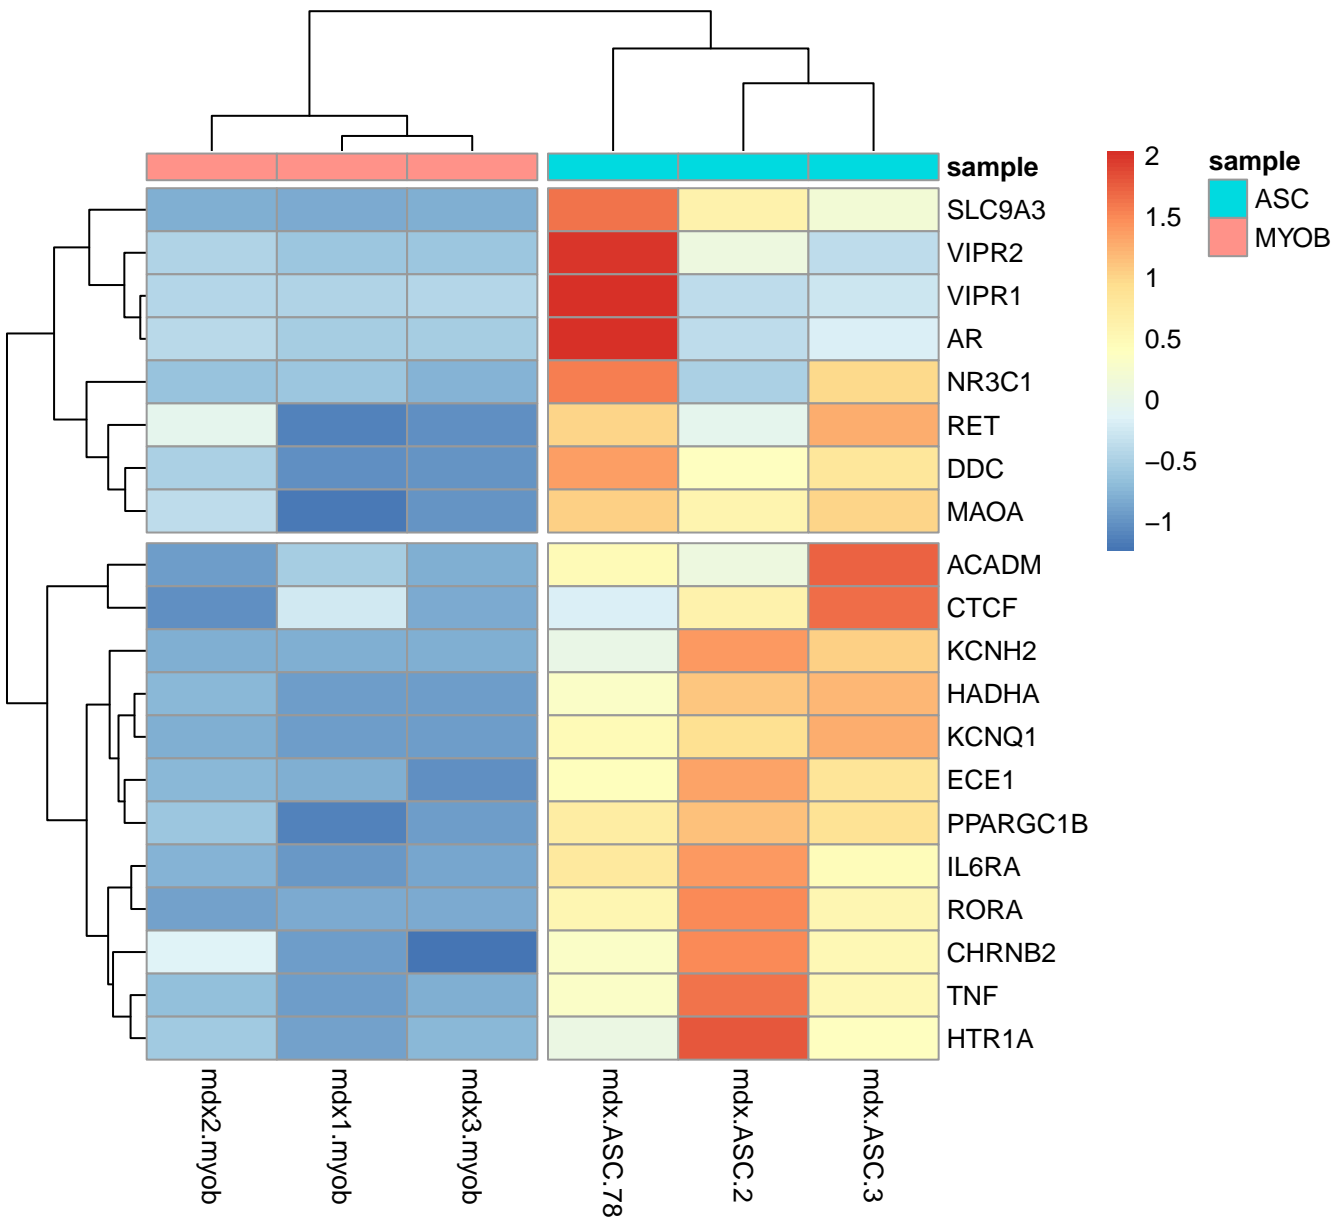 sample
SLC9A3
VIPR2
VIPR1
AR
NR3C1
RET
DDC
MAOA
ACADM
CTCF
KCNH2
HADHA
KCNQ1
ECE1
PPARGC1B
IL6RA
RORA
CHRNB2
TNF
HTR1A
mdx2.myob
mdx1.myob
mdx3.myob
mdx.ASC.78
mdx.ASC.2
mdx.ASC.3
2
1.5
1
0.5
0
−0.5
−1
sample
ASC
MYOB